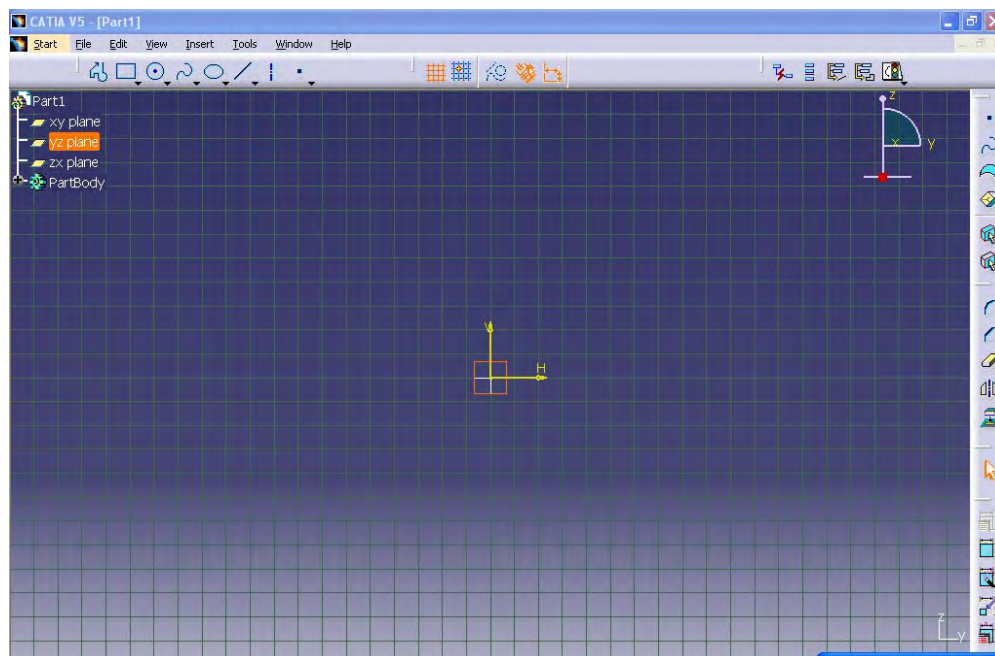 CATIA V5 - [Part1]
Start File Edit View Insert Tools Window Help
Part1
xy plane
yz plane
zx plane
PartBody
z
x
y
V
H
z
y